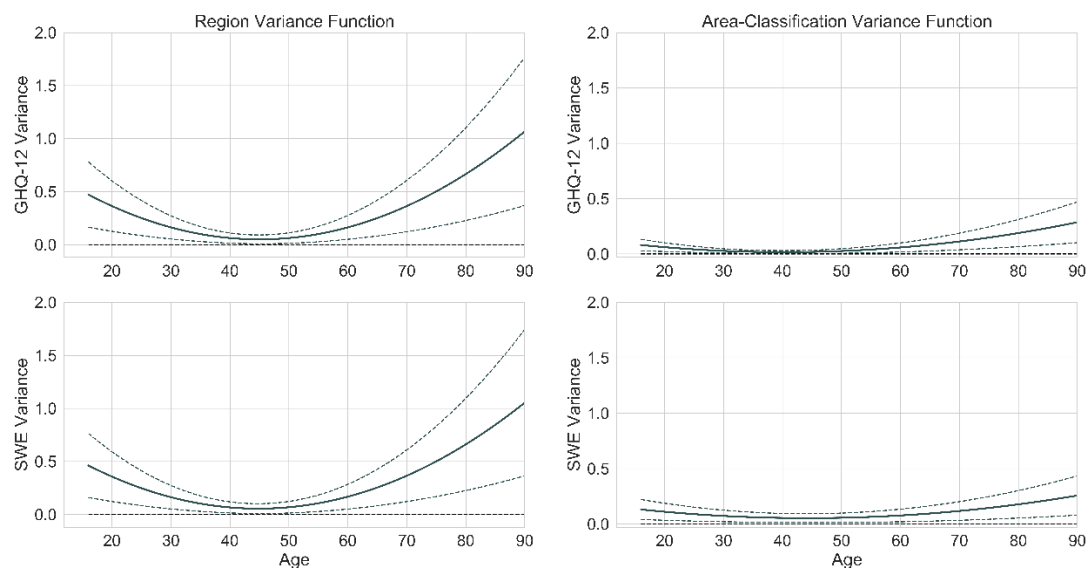 Region Variance Function
GHQ-12 Variance
2.0
1.5
1.0
0.5
0.0
20 30 40 50 60 70 80 90
Area-Classification Variance Function
GHQ-12 Variance
2.0
1.5
1.0
0.5
0.0
20 30 40 50 60 70 80 90
SWE Variance
2.0
1.5
1.0
0.5
0.0
20 30 40 50 60 70 80 90
Age
SWE Variance
2.0
1.5
1.0
0.5
0.0
20 30 40 50 60 70 80 90
Age